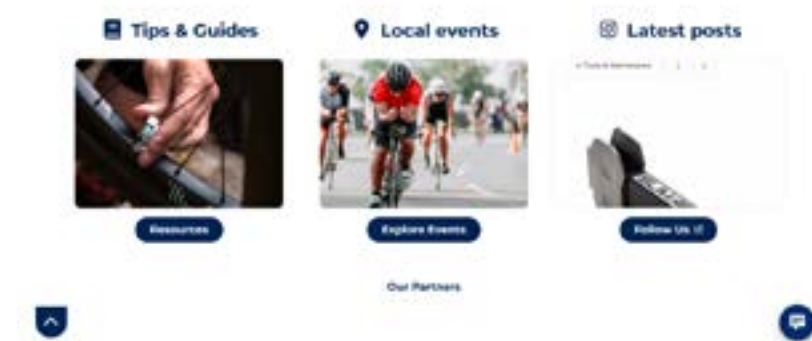 Tips & Guides
Local events
Latest posts
Resources
Explore Events
Follow Us
Our Partners